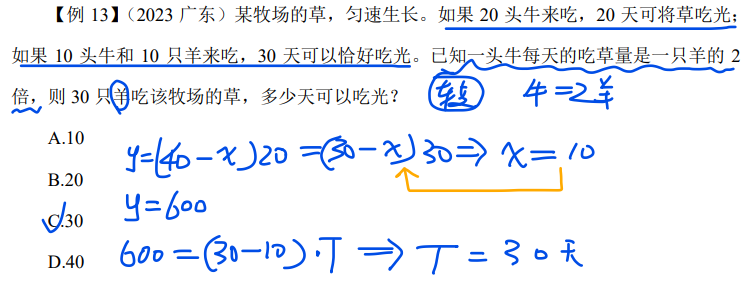 【例 13】（2023 广东）某牧场的草，匀速生长。如果 20 头牛来吃，20 天可将草吃光；
如果 10 头牛和 10 只羊来吃，30 天可以恰好吃光。已知一头牛每天的吃草量是一只羊的 2
倍，则 30 只羊吃该牧场的草，多少天可以吃光？
牛=2羊
A.10
y=(40-x)20=(30-x)30⇒x=10
B.20
C.30
y=600
D.40
600=(30-10)·T⇒T=30天